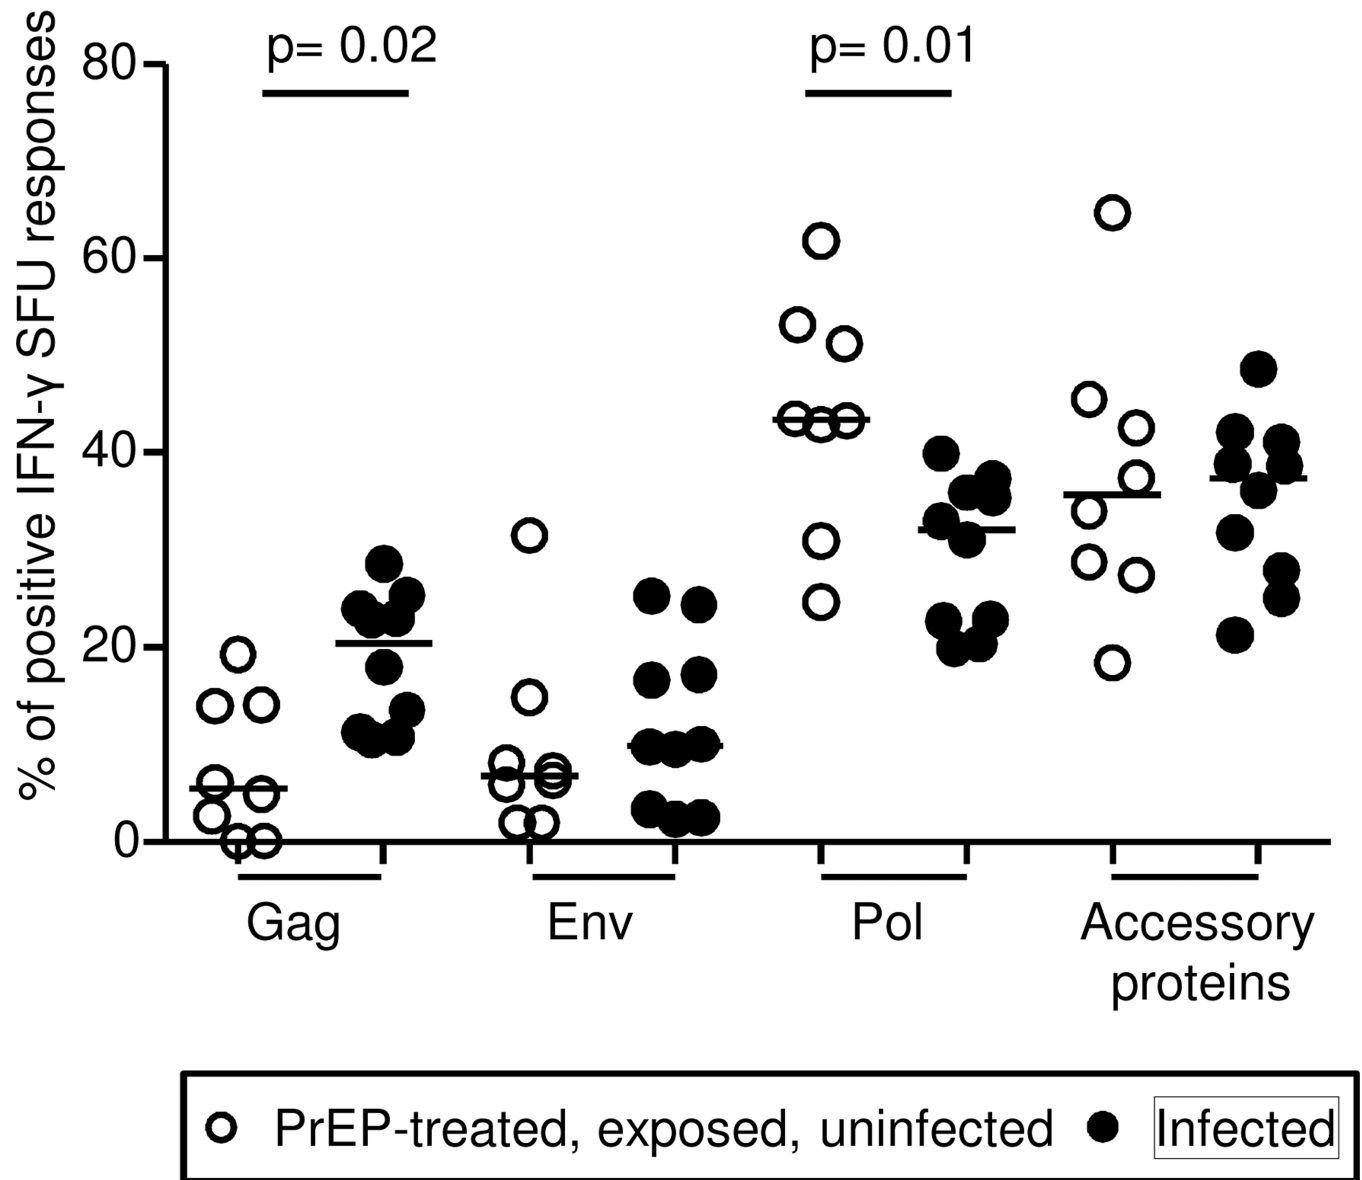 % of positive IFN-γ SFU responses
80
60
40
20
0
p= 0.02
p= 0.01
Gag
Env
Pol
Accessory
proteins
PrEP-treated, exposed, uninfected
Infected